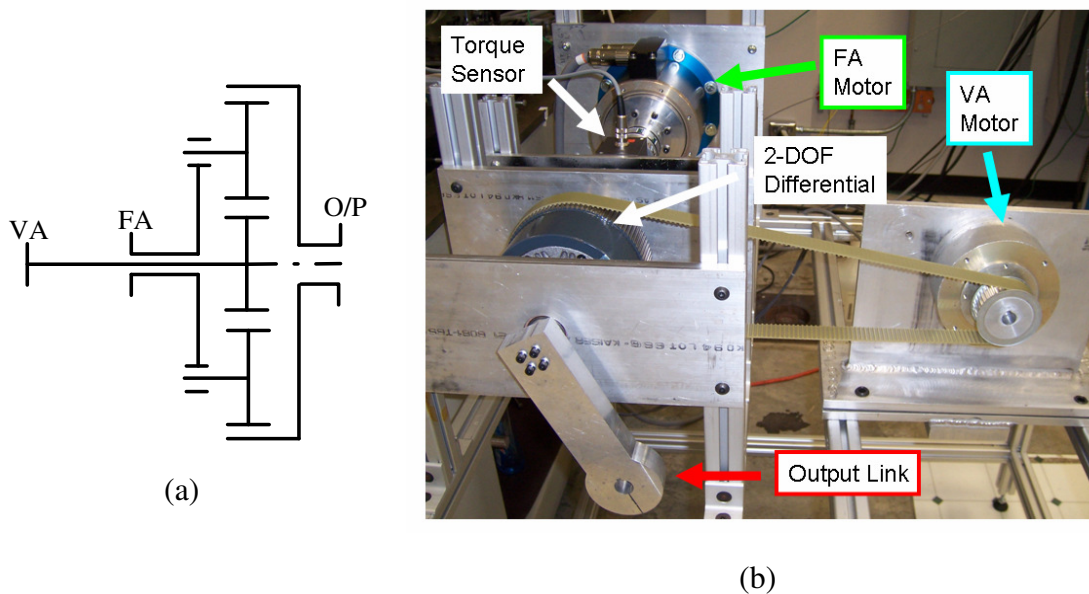 VA
FA
O/P
(a)
Torque
Sensor
FA
Motor
VA
Motor
2-DOF
Differential
Output Link
(b)